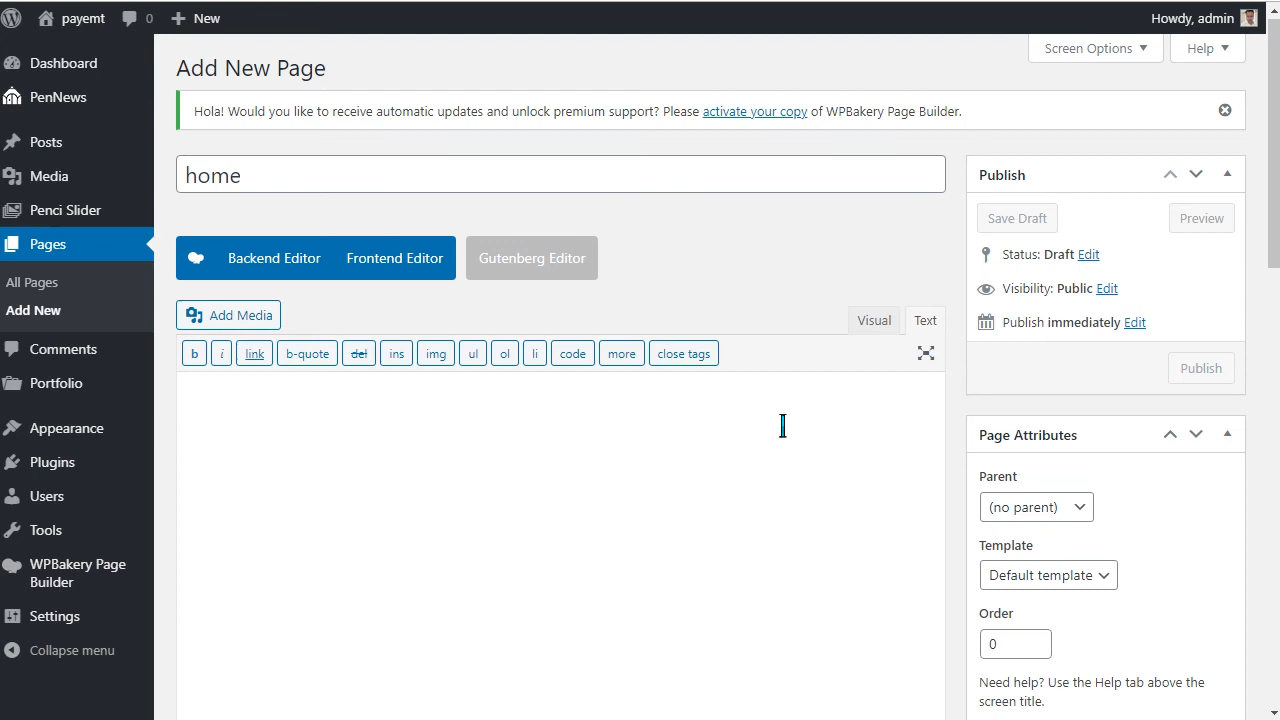 payemt 0 New Howdy, admin
Dashboard
PenNews
Posts
Media
Penci Slider
Pages
All Pages
Add New
Comments
Portfolio
Appearance
Plugins
Users
Tools
WPBakery Page
Builder
Settings
Collapse menu
Screen Options Help
Add New Page
Hola! Would you like to receive automatic updates and unlock premium support? Please activate your copy of WPBakery Page Builder.
home
Backend Editor Frontend Editor Gutenberg Editor
Add Media
Visual Text
b i link b-quote del ins img ul ol li code more close tags
Publish
Save Draft Preview
Status: Draft Edit
Visibility: Public Edit
Publish immediately Edit
Publish
Page Attributes
Parent
(no parent)
Template
Default template
Order
0
Need help? Use the Help tab above the
screen title.